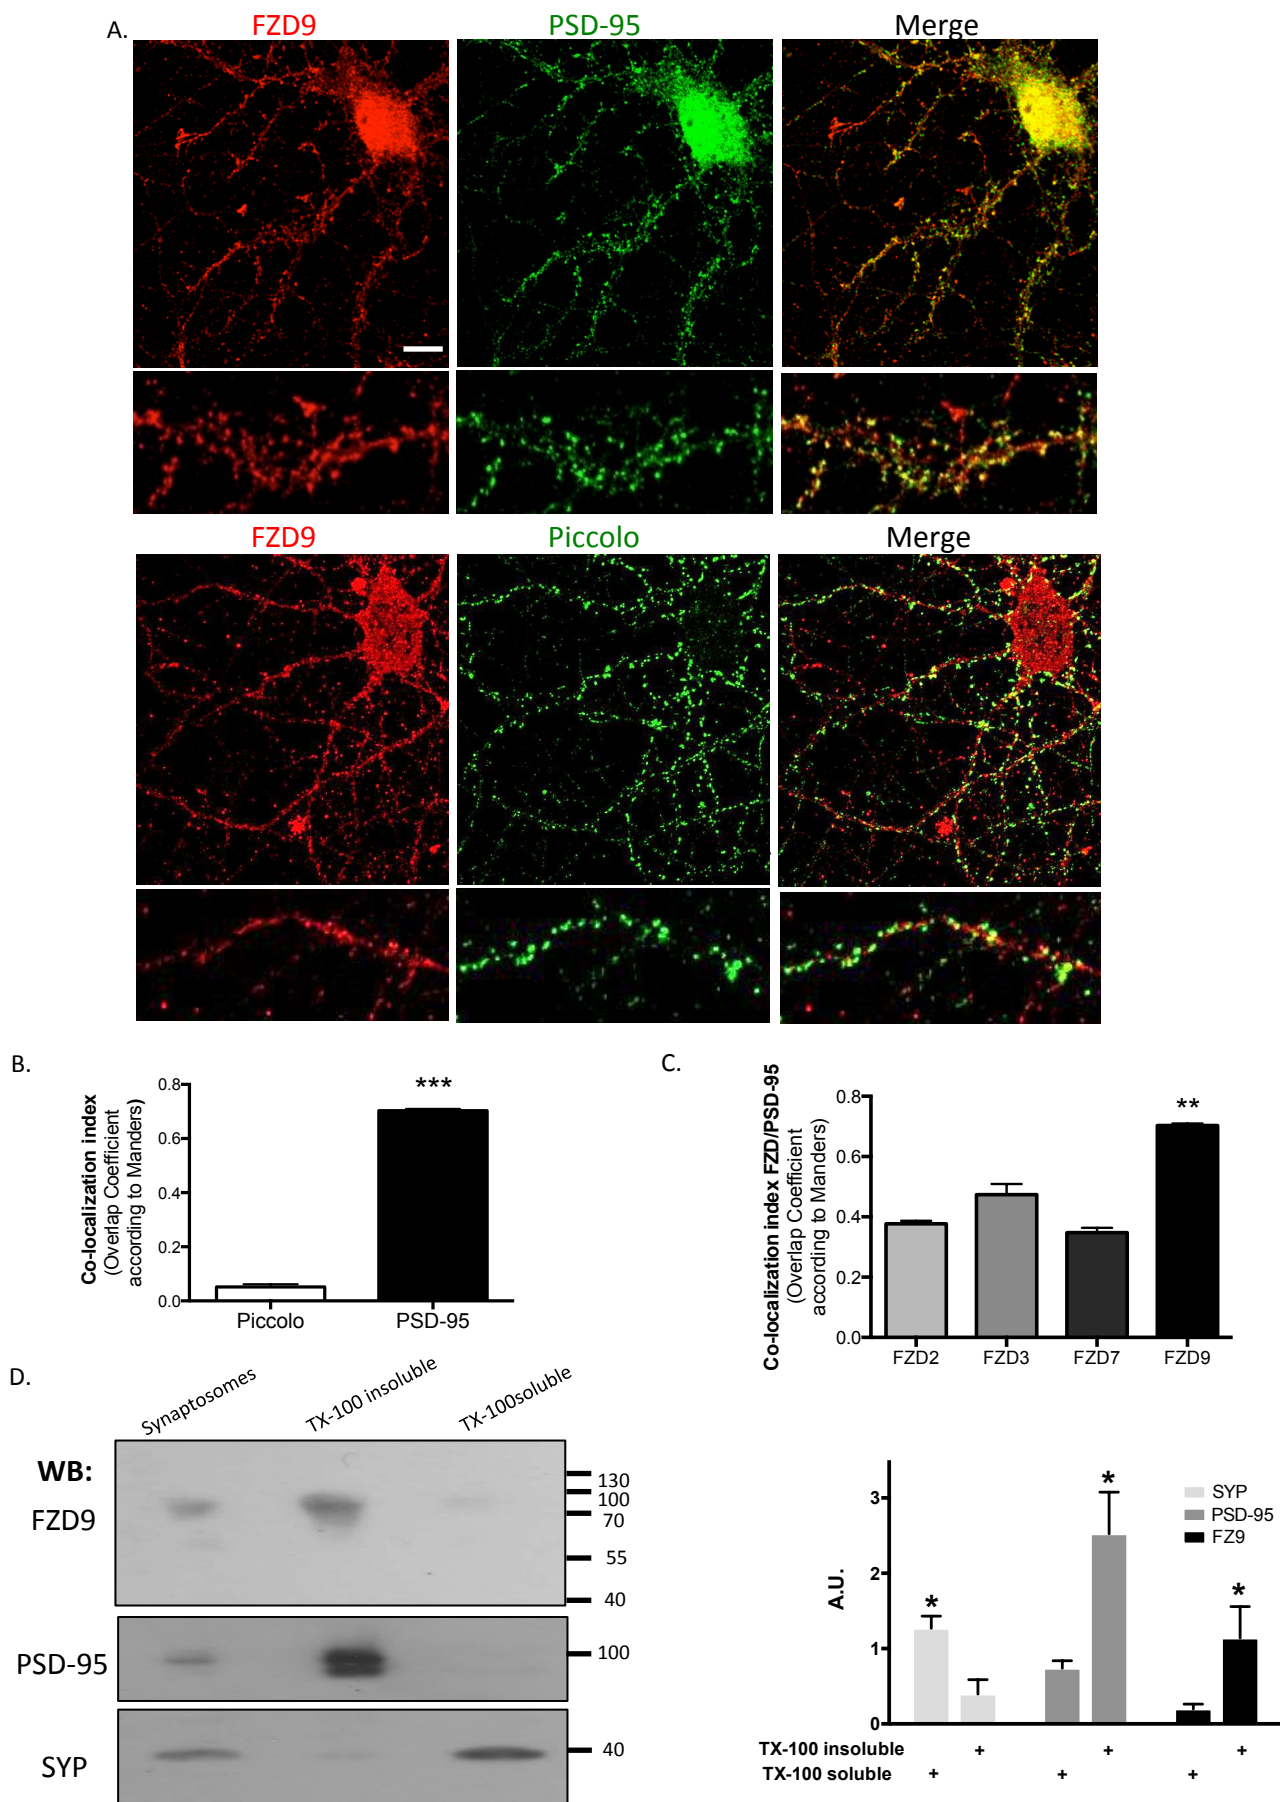 A.
FZD9 PSD-95 Merge
FZD9 Piccolo Merge
B.
Co-localization index
(Overlap Coefficient
according to Manders)
0.8
0.6
0.4
0.2
0.0
***
Piccolo PSD-95
C.
Co-localization index FZD/PSD-95
(Overlap Coefficient
according to Manders)
0.8
0.6
0.4
0.2
0.0
**
FZD2 FZD3 FZD7 FZD9
D.
Synaptosomes TX-100 insoluble TX-100soluble
WB:
FZD9
130
100
70
55
40
PSD-95
100
SYP
40
A.U.
3
2
1
0
* * *
SYP
PSD-95
FZ9
TX-100 insoluble + + +
TX-100 soluble + + +